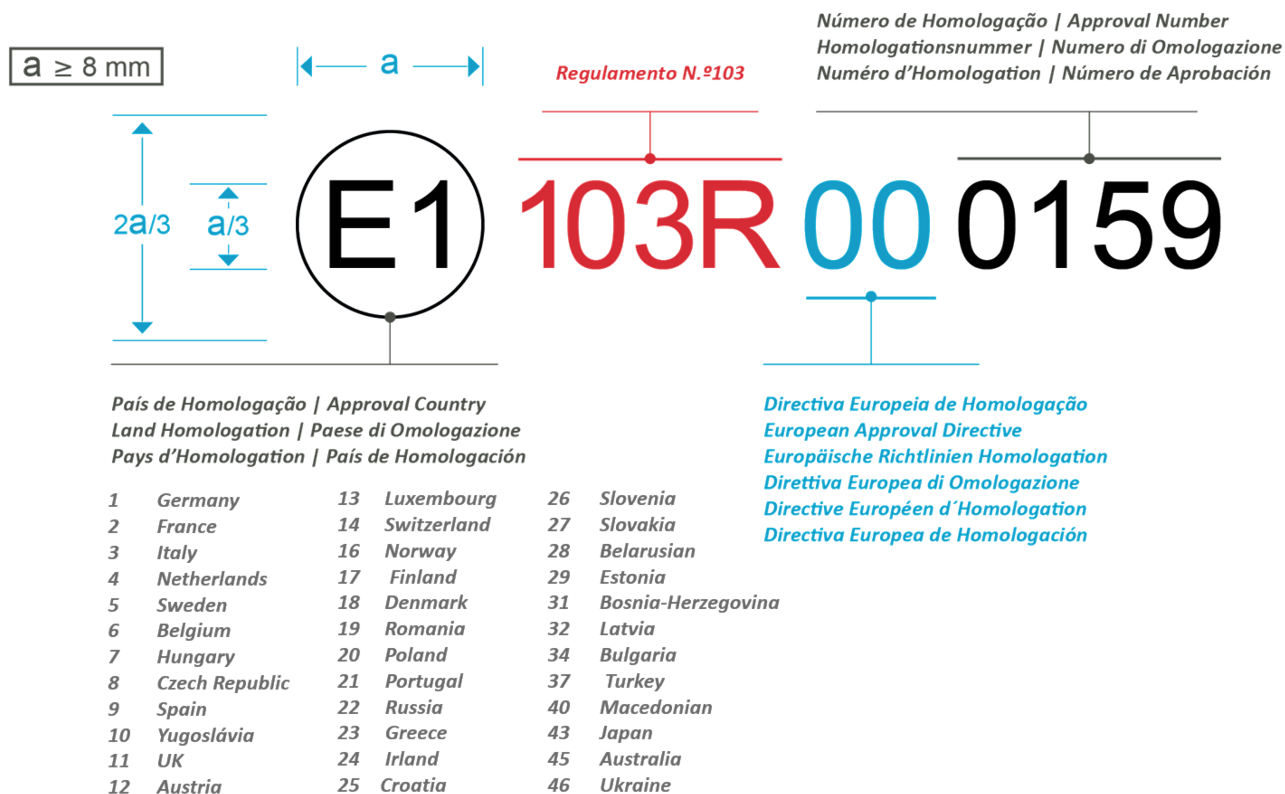 a ≥ 8 mm
a
Regulamento N.º103
Número de Homologação | Approval Number
Homologationsnummer | Numero di Omologazione
Numéro d’Homologation | Número de Aprobación
2a/3
a/3
E1 103R 00 0159
País de Homologação | Approval Country
Land Homologation | Paese di Omologazione
Pays d’Homologation | País de Homologación
Directiva Europeia de Homologação
European Approval Directive
Europäische Richtlinien Homologation
Direttiva Europea di Omologazione
Directive Européen d´Homologation
Directiva Europea de Homologación
1 Germany
2 France
3 Italy
4 Netherlands
5 Sweden
6 Belgium
7 Hungary
8 Czech Republic
9 Spain
10 Yugoslávia
11 UK
12 Austria
13 Luxembourg
14 Switzerland
16 Norway
17 Finland
18 Denmark
19 Romania
20 Poland
21 Portugal
22 Russia
23 Greece
24 Irland
25 Croatia
26 Slovenia
27 Slovakia
28 Belarusian
29 Estonia
31 Bosnia-Herzegovina
32 Latvia
34 Bulgaria
37 Turkey
40 Macedonian
43 Japan
45 Australia
46 Ukraine